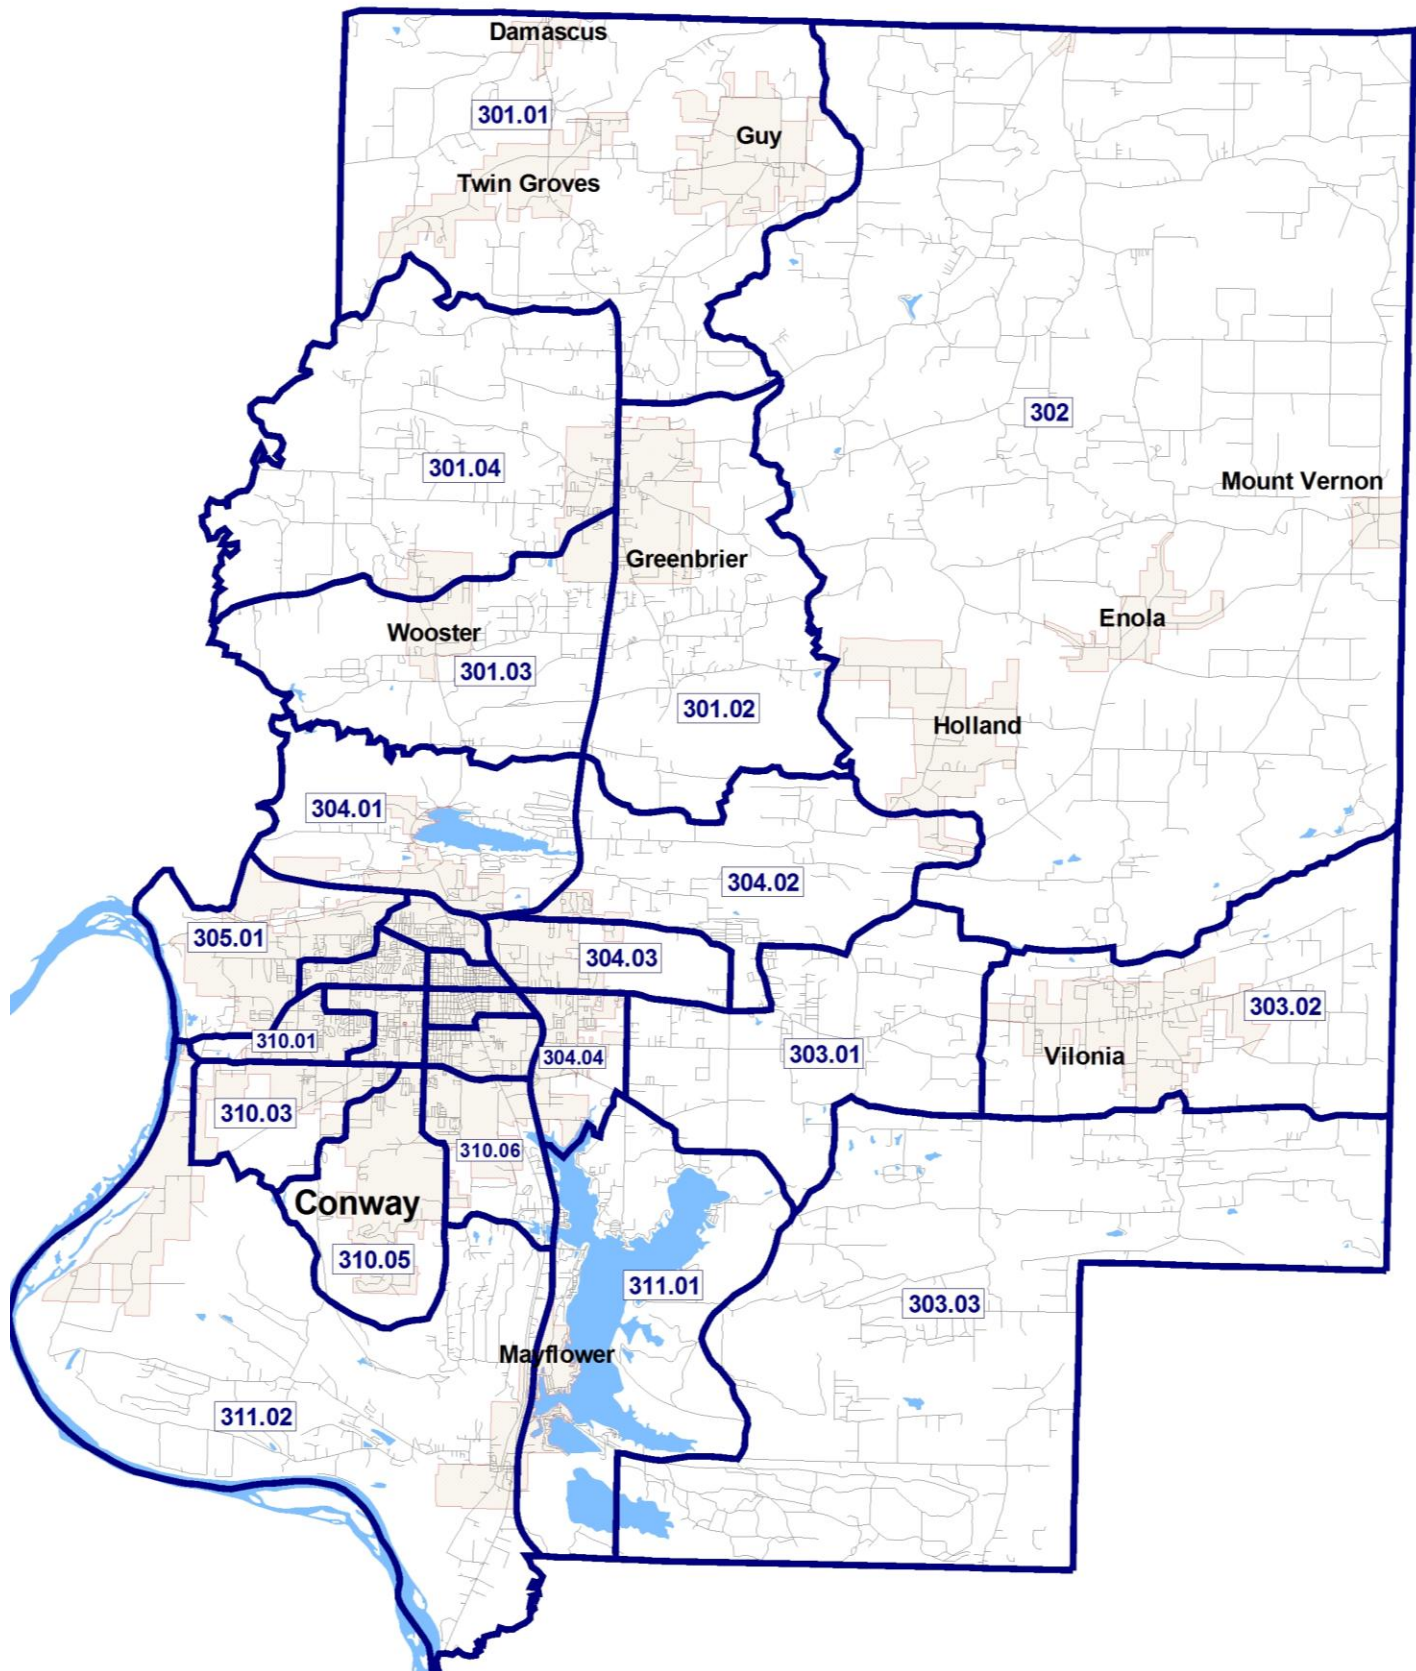 Damascus
301.01
Guy
Twin Groves
302
301.04
Mount Vernon
Greenbrier
Enola
Wooster
301.03
301.02
Holland
304.01
304.02
305.01
304.03
303.02
310.01
304.04
303.01
Vilonia
310.03
310.06
Conway
310.05
311.01
303.03
Mayflower
311.02